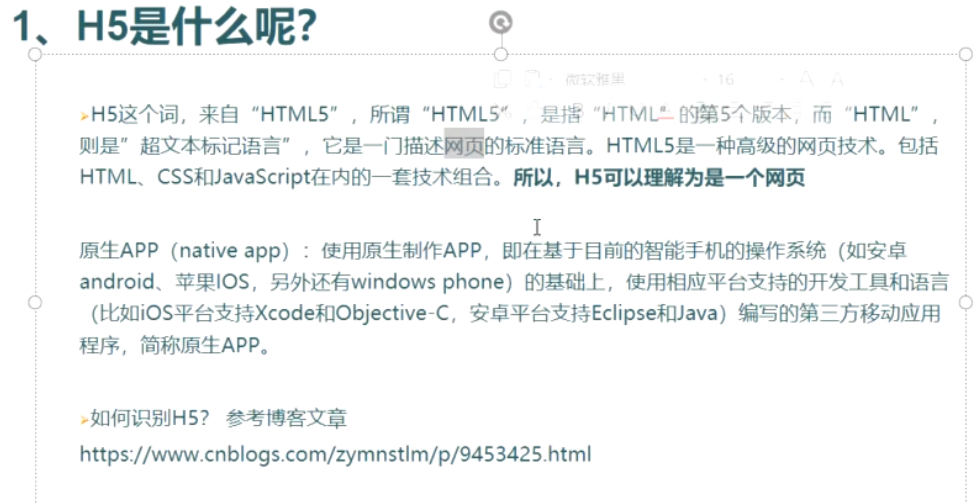 1、H5是什么呢？
微软雅黑 16 A A
➢H5这个词，来自“HTML5”，所谓“HTML5”，是指“HTML”的第5个版本，而“HTML”，
则是”超文本标记语言”，它是一门描述网页的标准语言。HTML5是一种高级的网页技术。包括
HTML、CSS和JavaScript在内的一套技术组合。所以，H5可以理解为是一个网页
原生APP（native app）：使用原生制作APP，即在基于目前的智能手机的操作系统（如安卓
android、苹果IOS，另外还有windows phone）的基础上，使用相应平台支持的开发工具和语言
（比如iOS平台支持Xcode和Objective-C，安卓平台支持Eclipse和Java）编写的第三方移动应用
程序，简称原生APP。
➢如何识别H5？ 参考博客文章
https://www.cnblogs.com/zymnstlm/p/9453425.html